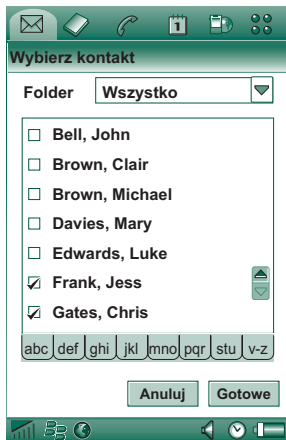 Wybierz kontakt
Folder Wszystko
Bell, John
Brown, Clair
Brown, Michael
Davies, Mary
Edwards, Luke
Frank, Jess
Gates, Chris
abc def ghi jkl mno pqr stu v-z
Anuluj Gotowe